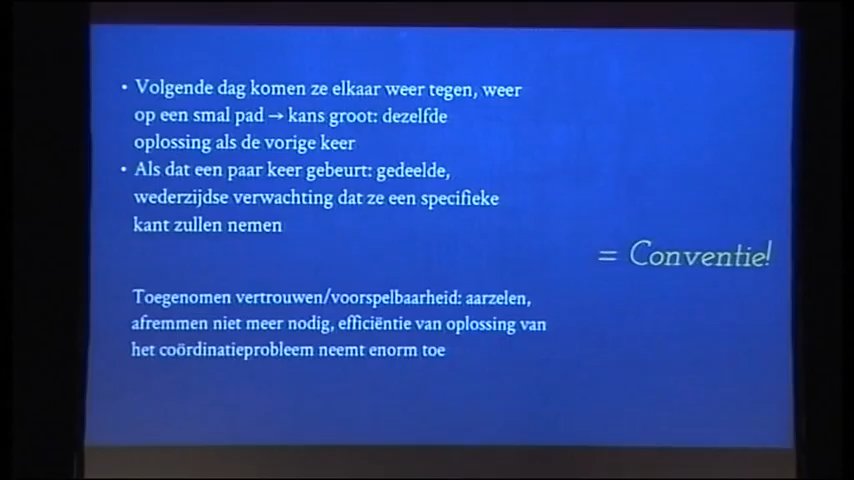 • Volgende dag komen ze elkaar weer tegen, weer
op een smal pad → kans groot: dezelfde
oplossing als de vorige keer
• Als dat een paar keer gebeurt: gedeelde,
wederzijdse verwachting dat ze een specifieke
kant zullen nemen
= Conventie!
Toegenomen vertrouwen/voorspelbaarheid: aarzelen,
afremmen niet meer nodig, efficiëntie van oplossing van
het coördinatieprobleem neemt enorm toe